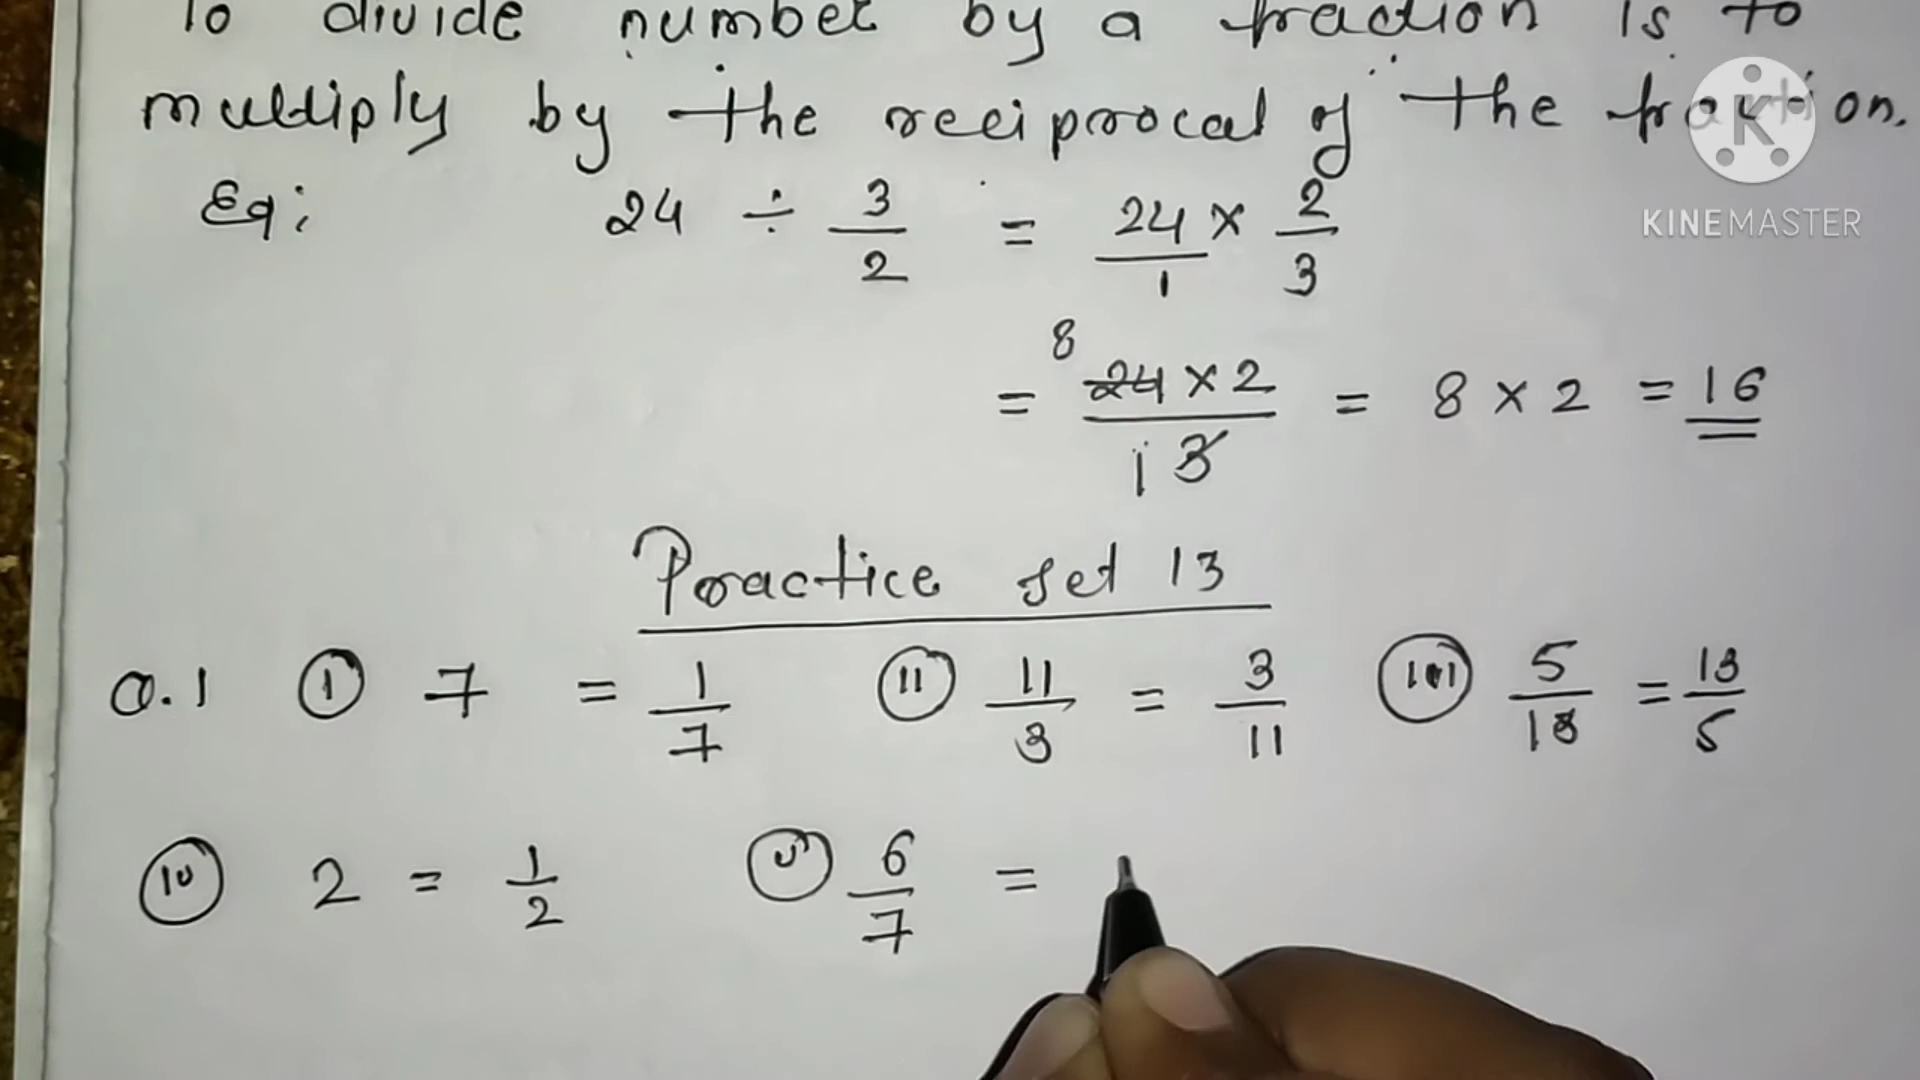 To divide number by a fraction is to
multiply by the reciprocal of the fraction.
Eg: 24 ÷ 3/2 = 24/1 × 2/3
= 8 24×2/1 3 = 8 × 2 = 16
Practice set 13
Q.1 (i) 7 = 1/7 (ii) 11/3 = 3/11 (iii) 5/13 = 13/5
(iv) 2 = 1/2 (v) 6/7 =
K
KINEMASTER